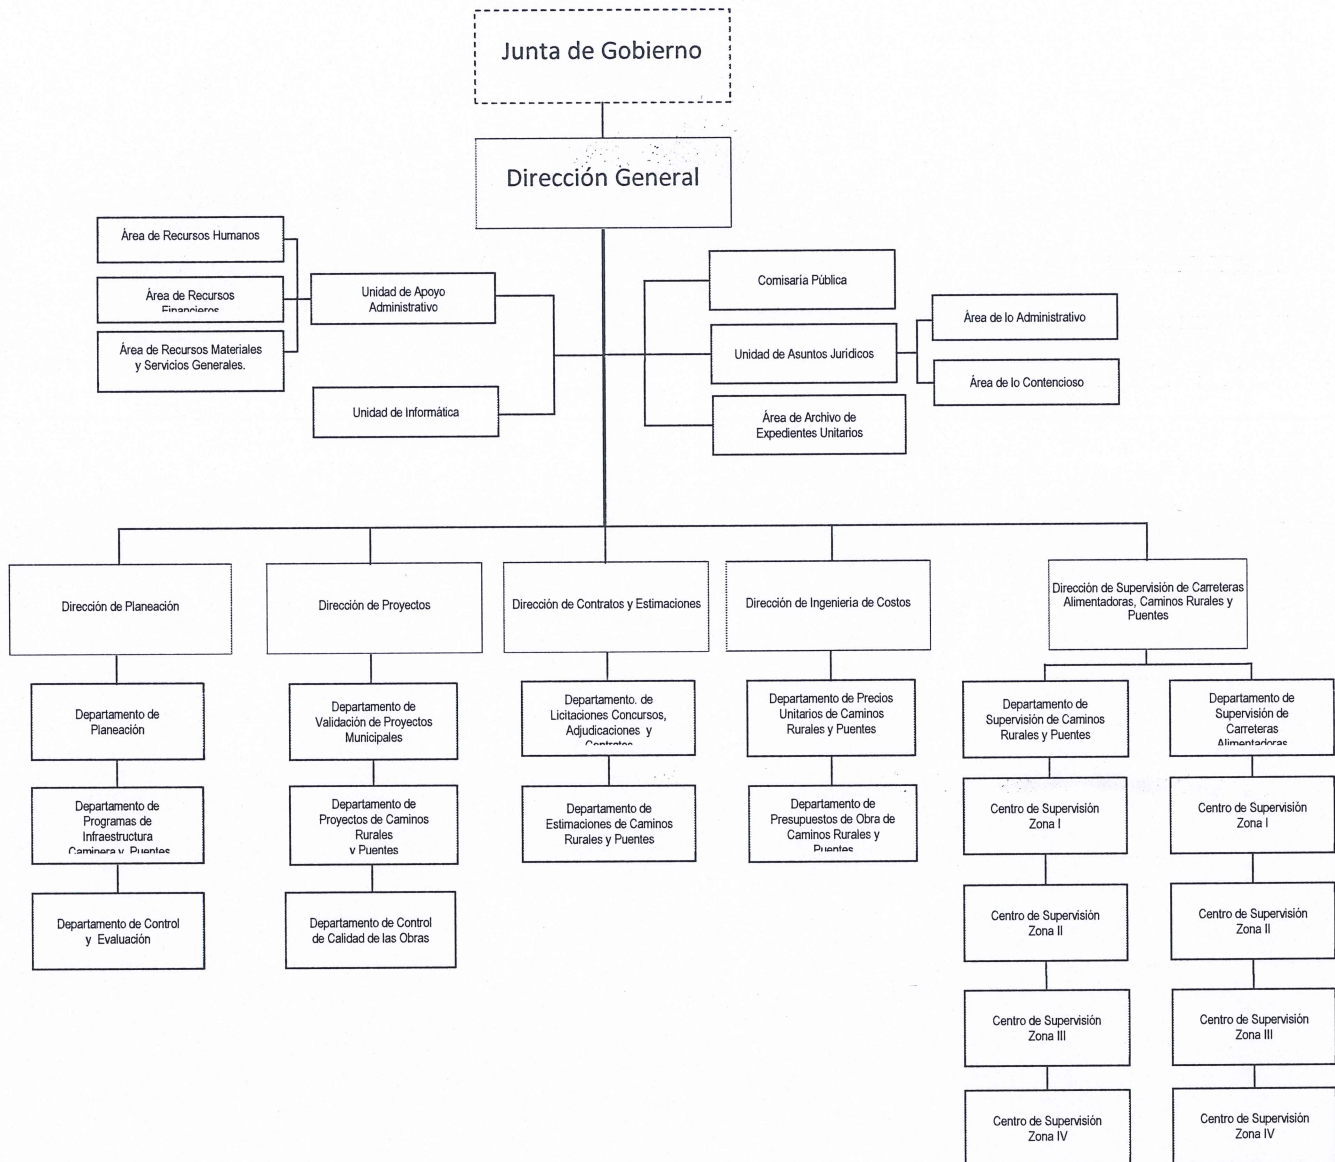 Junta de Gobierno
Dirección General
Área de Recursos Humanos
Área de Recursos
Financieros
Área de Recursos Materiales
y Servicios Generales.
Unidad de Apoyo
Administrativo
Unidad de Informática
Comisaría Pública
Unidad de Asuntos Jurídicos
Área de Archivo de
Expedientes Unitarios
Área de lo Administrativo
Área de lo Contencioso
Dirección de Planeación
Departamento de
Planeación
Departamento de
Programas de
Infraestructura
Caminera y Puentes
Departamento de Control
y Evaluación
Dirección de Proyectos
Departamento de
Validación de Proyectos
Municipales
Departamento de
Proyectos de Caminos
Rurales
y Puentes
Departamento de Control
de Calidad de las Obras
Dirección de Contratos y Estimaciones
Departamento. de
Licitaciones Concursos,
Adjudicaciones y
Contratos
Departamento de
Estimaciones de Caminos
Rurales y Puentes
Dirección de Ingeniería de Costos
Departamento de Precios
Unitarios de Caminos
Rurales y Puentes
Departamento de
Presupuestos de Obra de
Caminos Rurales y
Puentes
Dirección de Supervisión de Carreteras
Alimentadoras, Caminos Rurales y
Puentes
Departamento de
Supervisión de Caminos
Rurales y Puentes
Centro de Supervisión
Zona I
Centro de Supervisión
Zona II
Centro de Supervisión
Zona III
Centro de Supervisión
Zona IV
Departamento de
Supervisión de
Carreteras
Alimentadoras
Centro de Supervisión
Zona I
Centro de Supervisión
Zona II
Centro de Supervisión
Zona III
Centro de Supervisión
Zona IV